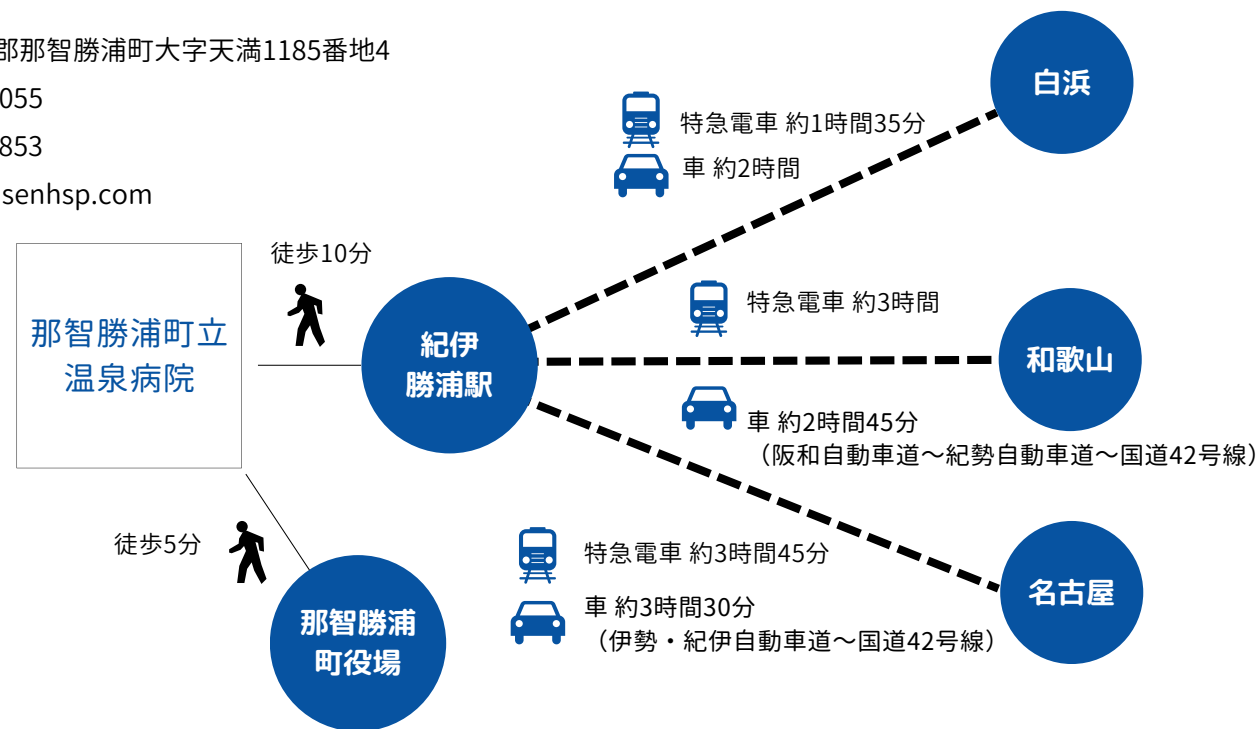 郡那智勝浦町大字天満1185番地4
055
853
senhsp.com
白浜
特急電車 約1時間35分
車 約2時間
徒歩10分
那智勝浦町立
温泉病院
紀伊
勝浦駅
特急電車 約3時間
和歌山
車 約2時間45分
（阪和自動車道～紀勢自動車道～国道42号線）
徒歩5分
特急電車 約3時間45分
車 約3時間30分
（伊勢・紀伊自動車道～国道42号線）
名古屋
那智勝浦
町役場